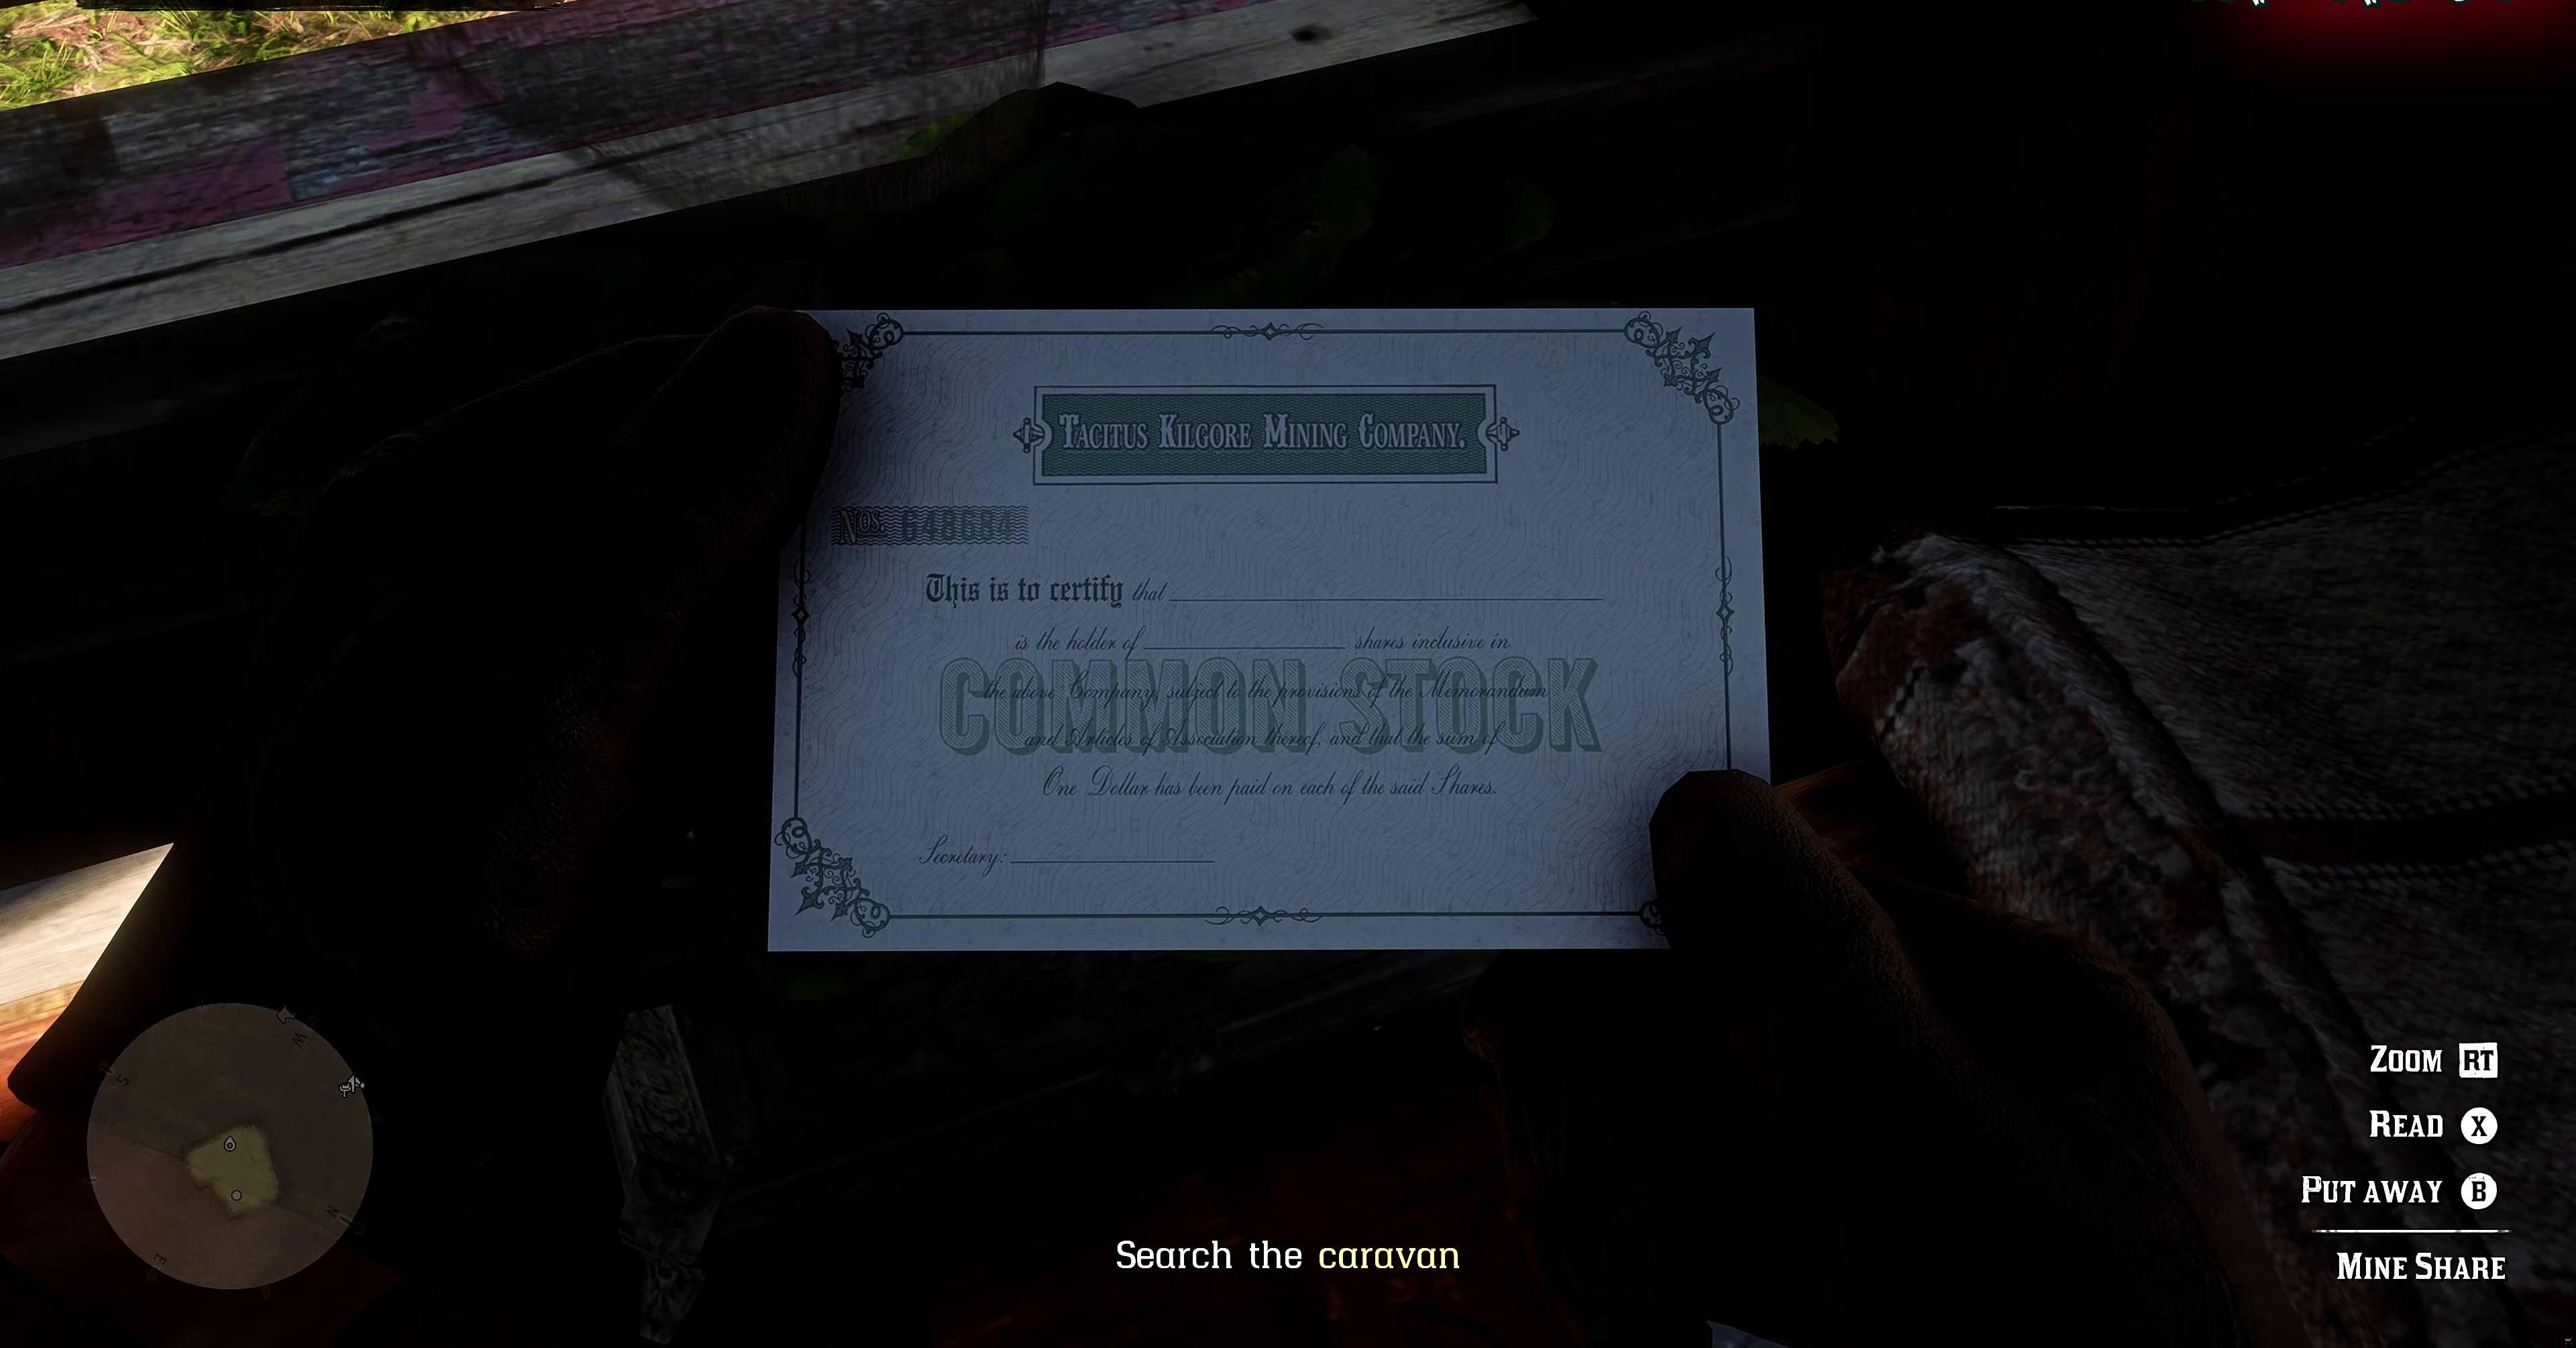 TACITUS KILGORE MINING COMPANY.
Nos. 648684
This is to certify that
is the holder of shares inclusive in
COMMON STOCK
the above Company, subject to the provisions of the Memorandum
and Articles of Association thereof, and that the sum of
One Dollar has been paid on each of the said Shares.
Secretary:
ZOOM RT
READ X
PUT AWAY B
Search the caravan
MINE SHARE
W
S
N
E